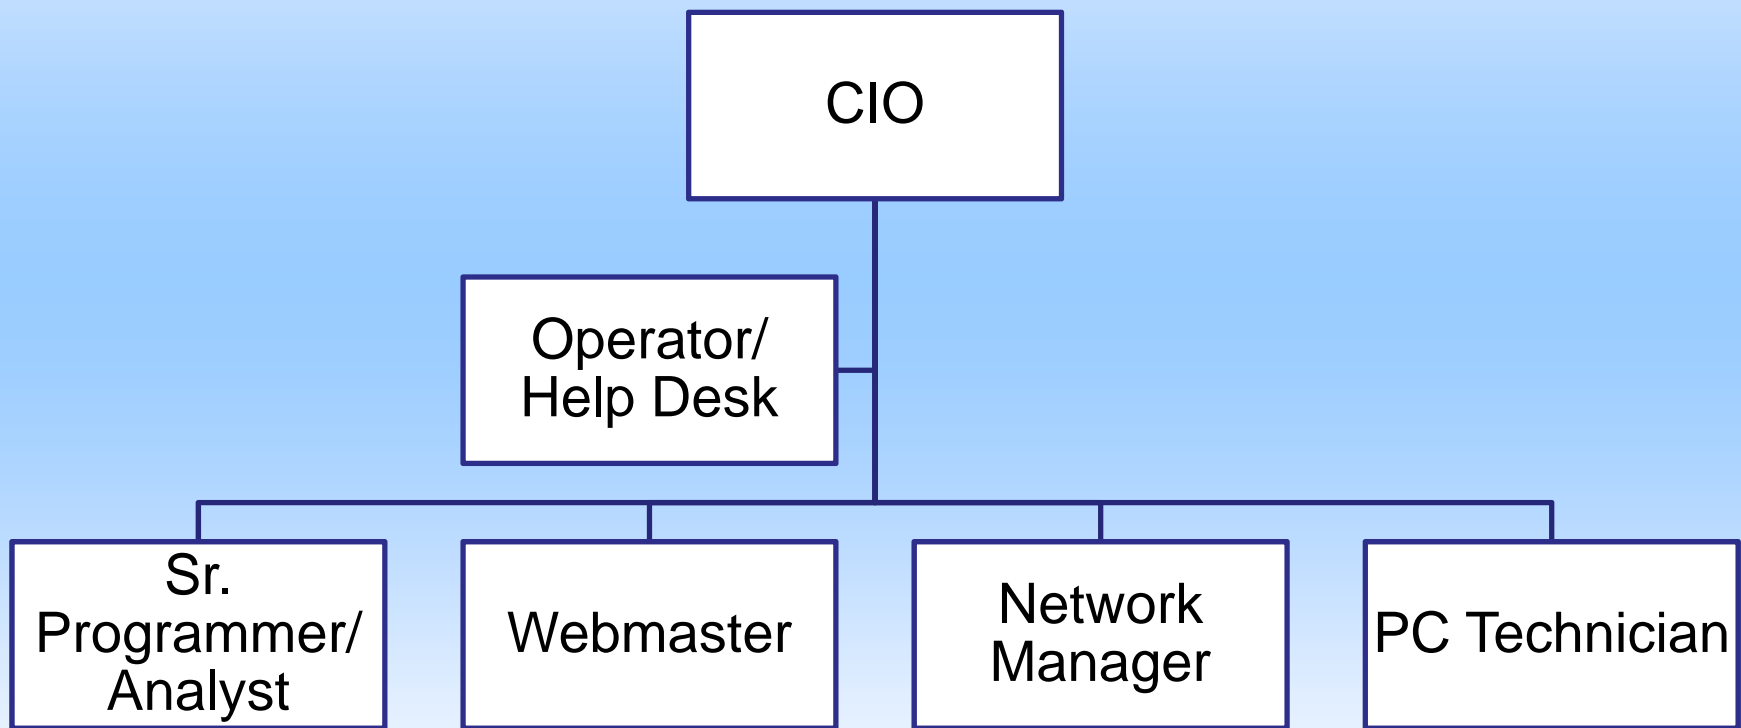 CIO
Operator/
Help Desk
Sr.
Programmer/
Analyst
Webmaster
Network
Manager
PC Technician